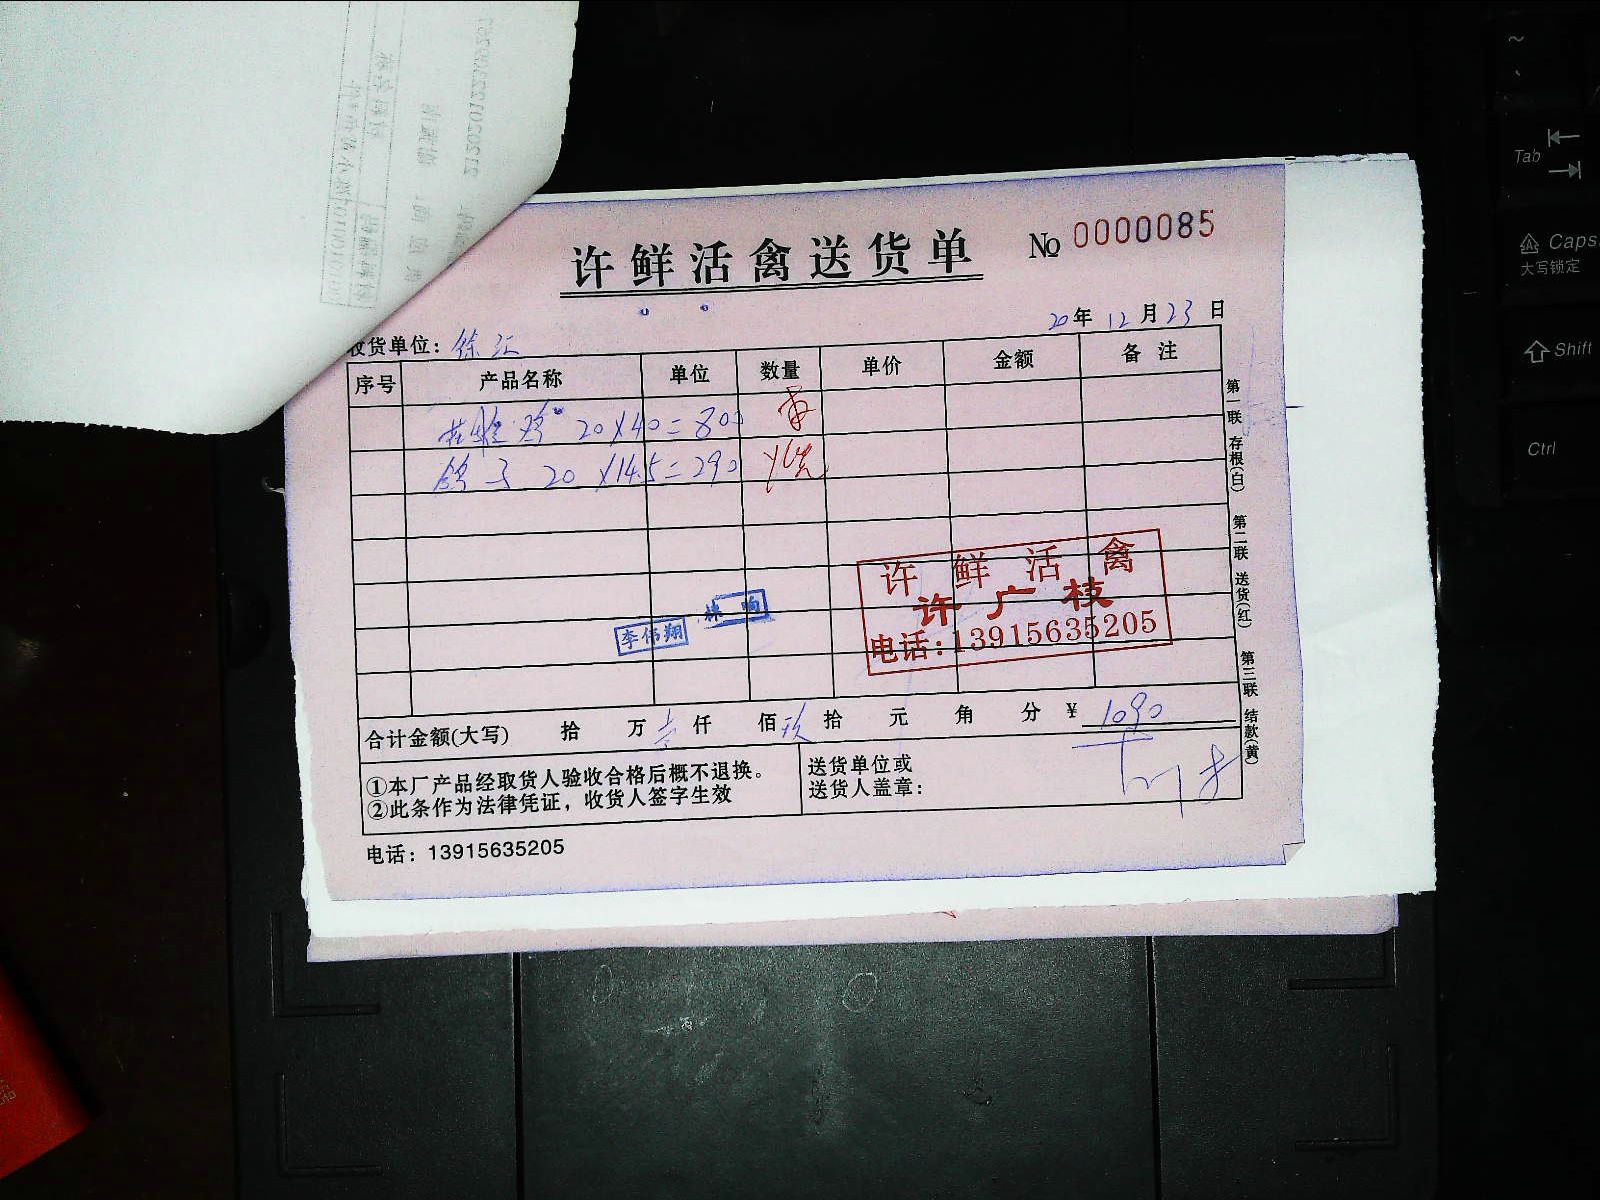 许鲜活禽送货单 № 0000085
20年 12月 23日
收货单位: 徐汇
序号 产品名称 单位 数量 单价 金额 备注
20×40=800
鸽子 20×14.5=290
许鲜活禽
许广枝
电话:13915635205
李伟翔
合计金额(大写) 拾 万 壹仟 佰 玖拾 元 角 分 ¥ 1090
①本厂产品经取货人验收合格后概不退换。
②此条作为法律凭证,收货人签字生效
送货单位或
送货人盖章:
电话: 13915635205
第一联 存根(白) 第二联 送货(红) 第三联 结款(黄)
~
Tab
Caps
大写锁定
Shift
Ctrl